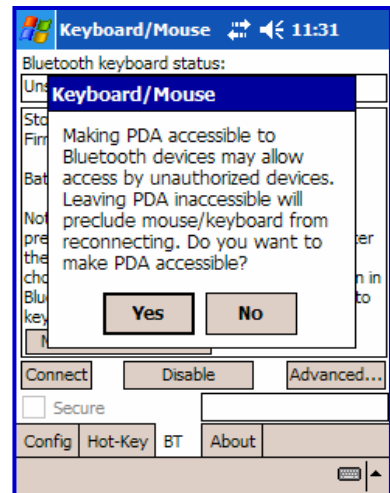 Keyboard/Mouse 11:31
Bluetooth keyboard status:
Keyboard/Mouse
Making PDA accessible to
Bluetooth devices may allow
access by unauthorized devices.
Leaving PDA inaccessible will
preclude mouse/keyboard from
reconnecting. Do you want to
make PDA accessible?
Yes No
Connect Disable Advanced...
Secure
Config Hot-Key BT About